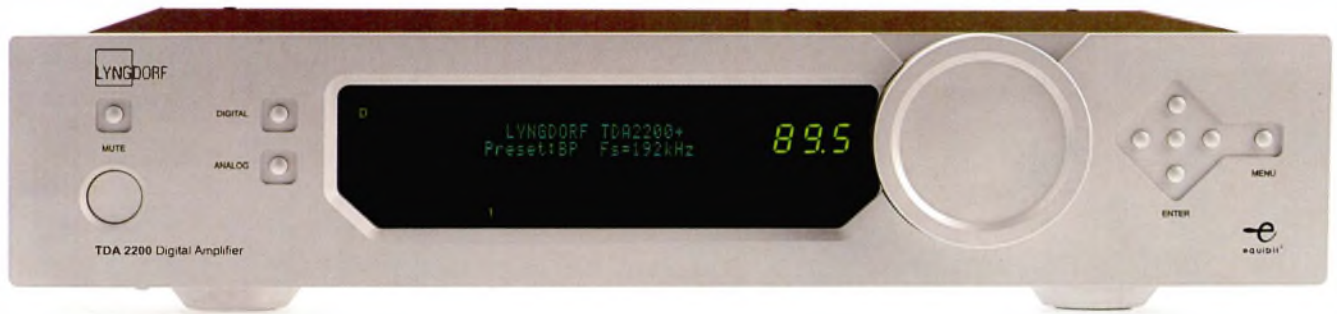 LYNGDORF
MUTE
DIGITAL
ANALOG
TDA 2200 Digital Amplifier
D
LYNGDORF TDA2200+
Preset:BP Fs=192kHz
89.5
1
MENU
ENTER
e
equibit